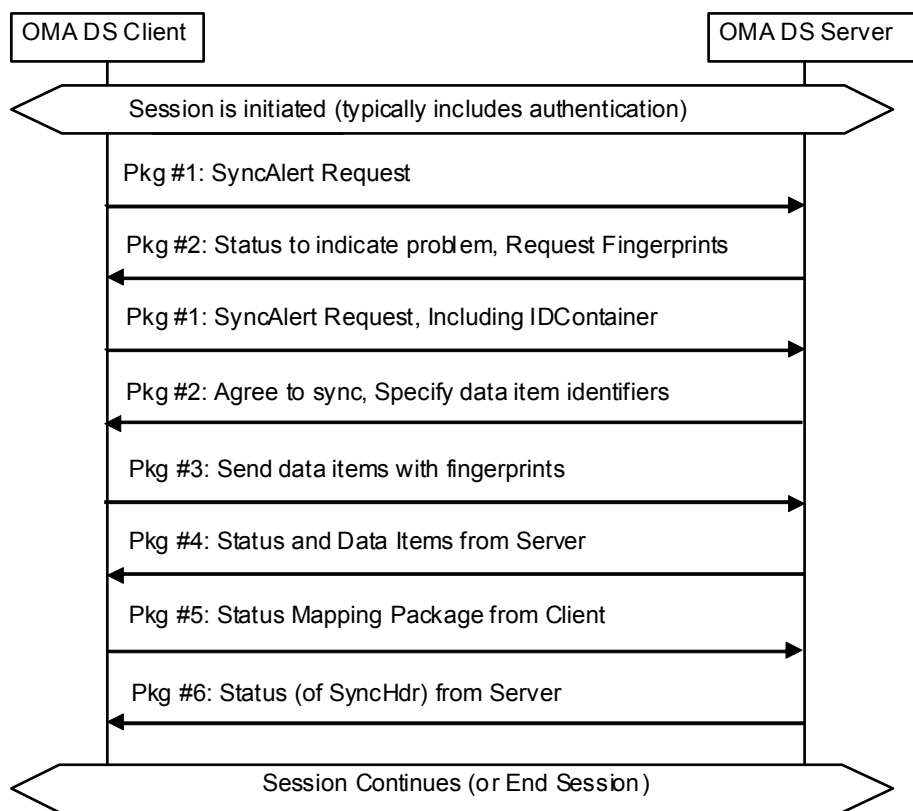 OMA DS Client
OMA DS Server
Session is initiated (typically includes authentication)
Pkg #1: SyncAlert Request
Pkg #2: Status to indicate problem, Request Fingerprints
Pkg #1: SyncAlert Request, Including IDContainer
Pkg #2: Agree to sync, Specify data item identifiers
Pkg #3: Send data items with fingerprints
Pkg #4: Status and Data Items from Server
Pkg #5: Status Mapping Package from Client
Pkg #6: Status (of SyncHdr) from Server
Session Continues (or End Session)